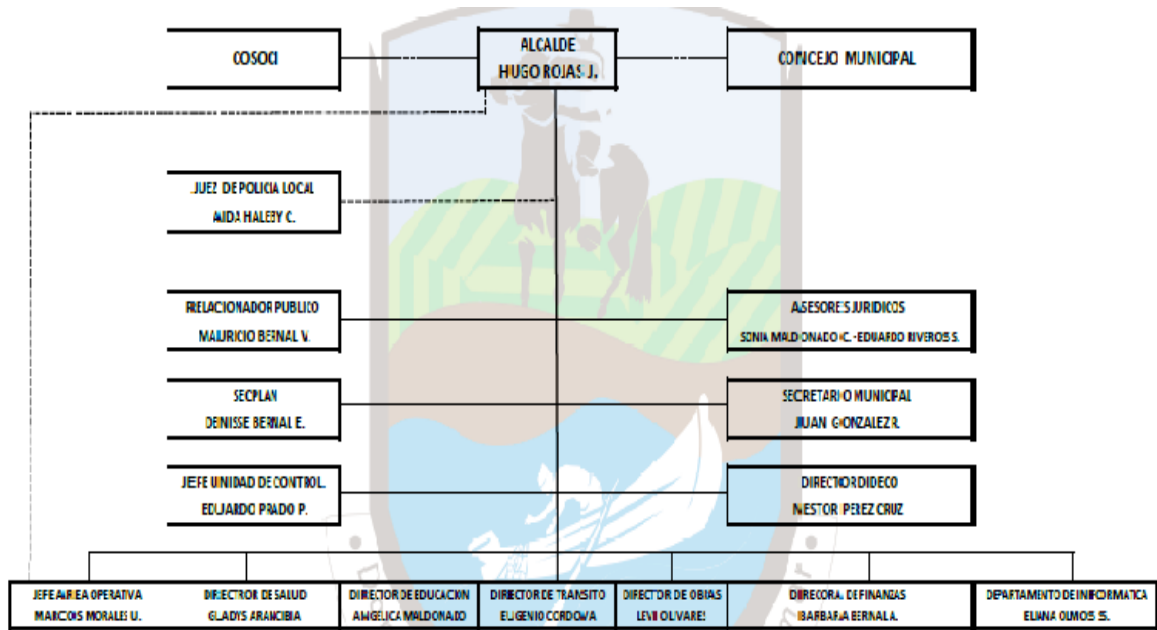 COSOCI
ALCALDE
HUGO ROJAS J.
CONCEJO MUNICIPAL
JUEZ DE POLICIA LOCAL
AIDA HALEBY C.
RELACIONADOR PUBLICO
MAURICIO BERNAL V.
ASESORES JURIDICOS
SONIA MALDONADO C. - EDUARDO RIVEROS S.
SECPLAN
DENISSE BERNAL E.
SECRETARIO MUNICIPAL
JUAN GONZALEZ R.
JEFE UNIDAD DE CONTROL.
EDUARDO PRADO P.
DIRECTOR DIDECO
NESTOR PEREZ CRUZ
JEFE AREA OPERATIVA
MARCOS MORALES U.
DIRECTOR DE SALUD
GLADYS ARANCIBIA
DIRECTOR DE EDUCACION
ANGELICA MALDONADO
DIRECTOR DE TRANSITO
EUGENIO CORDOVA
DIRECTOR DE OBRAS
LEVI OLIVARES
DIRECORA DE FINANZAS
BARBARA BERNAL A.
DEPARTAMENTO DE INFORMATICA
ELIANA OLMOS S.